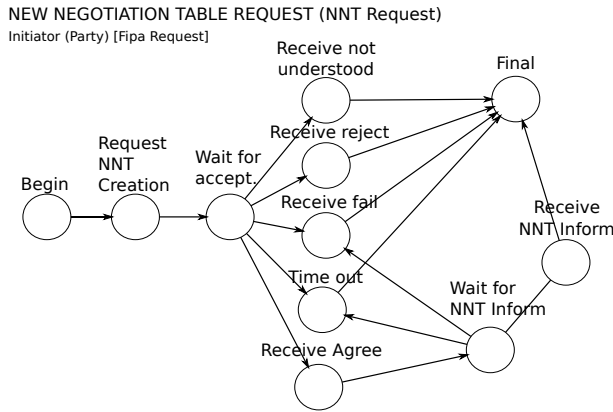 NEW NEGOTIATION TABLE REQUEST (NNT Request)
Initiator (Party) [Fipa Request]
Receive not
understood
Final
Receive reject
Request
NNT
Creation
Wait for
accept.
Begin
Receive fail
Receive
NNT Inform
Time out
Wait for
NNT Inform
Receive Agree